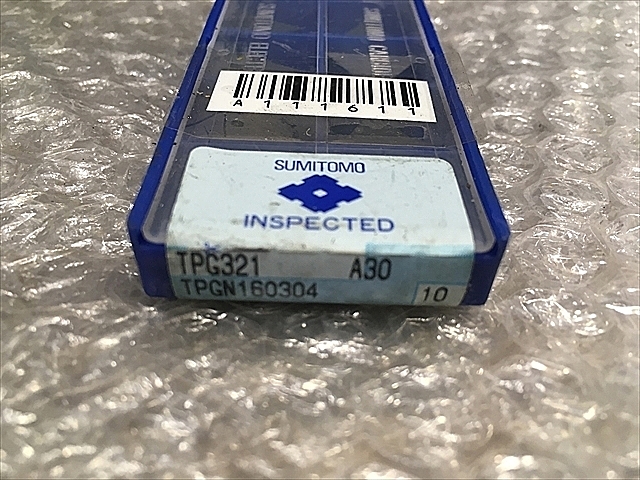 A111611
SUMITOMO
INSPECTED
TPG321 A30
TPGN160304 10